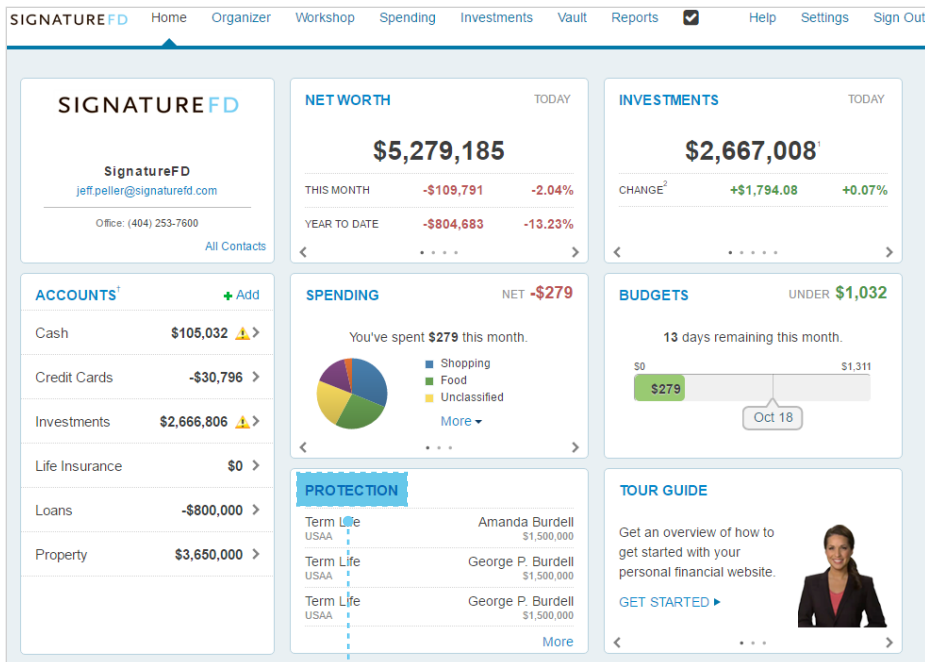 SIGNATUREFD Home Organizer Workshop Spending Investments Vault Reports Help Settings Sign Out
SIGNATUREFD
SignatureFD
jeff.peller@signaturefd.com
Office: (404) 253-7600
All Contacts
NET WORTH TODAY
$5,279,185
THIS MONTH -$109,791 -2.04%
YEAR TO DATE -$804,683 -13.23%
INVESTMENTS TODAY
$2,667,008¹
CHANGE² +$1,794.08 +0.07%
ACCOUNTS† + Add
Cash $105,032
Credit Cards -$30,796
Investments $2,666,806
Life Insurance $0
Loans -$800,000
Property $3,650,000
SPENDING NET -$279
You've spent $279 this month.
Shopping
Food
Unclassified
More
BUDGETS UNDER $1,032
13 days remaining this month.
$0 $1,311
$279
Oct 18
PROTECTION
Term Life Amanda Burdell
USAA $1,500,000
Term Life George P. Burdell
USAA $1,500,000
Term Life George P. Burdell
USAA $1,500,000
More
TOUR GUIDE
Get an overview of how to
get started with your
personal financial website.
GET STARTED